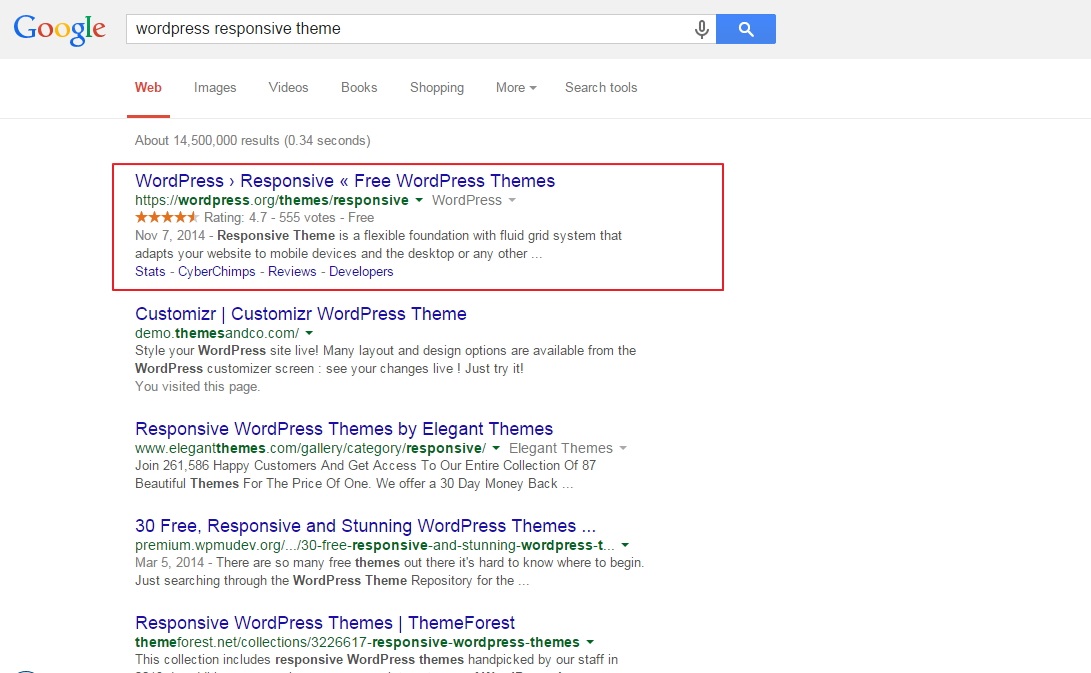 Google
wordpress responsive theme
Web Images Videos Books Shopping More Search tools
About 14,500,000 results (0.34 seconds)
WordPress › Responsive « Free WordPress Themes
https://wordpress.org/themes/responsive WordPress
Rating: 4.7 - 555 votes - Free
Nov 7, 2014 - Responsive Theme is a flexible foundation with fluid grid system that
adapts your website to mobile devices and the desktop or any other ...
Stats - CyberChimps - Reviews - Developers
Customizr | Customizr WordPress Theme
demo.themesandco.com/
Style your WordPress site live! Many layout and design options are available from the
WordPress customizer screen : see your changes live ! Just try it!
You visited this page.
Responsive WordPress Themes by Elegant Themes
www.elegantthemes.com/gallery/category/responsive/ Elegant Themes
Join 261,586 Happy Customers And Get Access To Our Entire Collection Of 87
Beautiful Themes For The Price Of One. We offer a 30 Day Money Back ...
30 Free, Responsive and Stunning WordPress Themes ...
premium.wpmudev.org/.../30-free-responsive-and-stunning-wordpress-t...
Mar 5, 2014 - There are so many free themes out there it's hard to know where to begin.
Just searching through the WordPress Theme Repository for the ...
Responsive WordPress Themes | ThemeForest
themeforest.net/collections/3226617-responsive-wordpress-themes
This collection includes responsive WordPress themes handpicked by our staff in